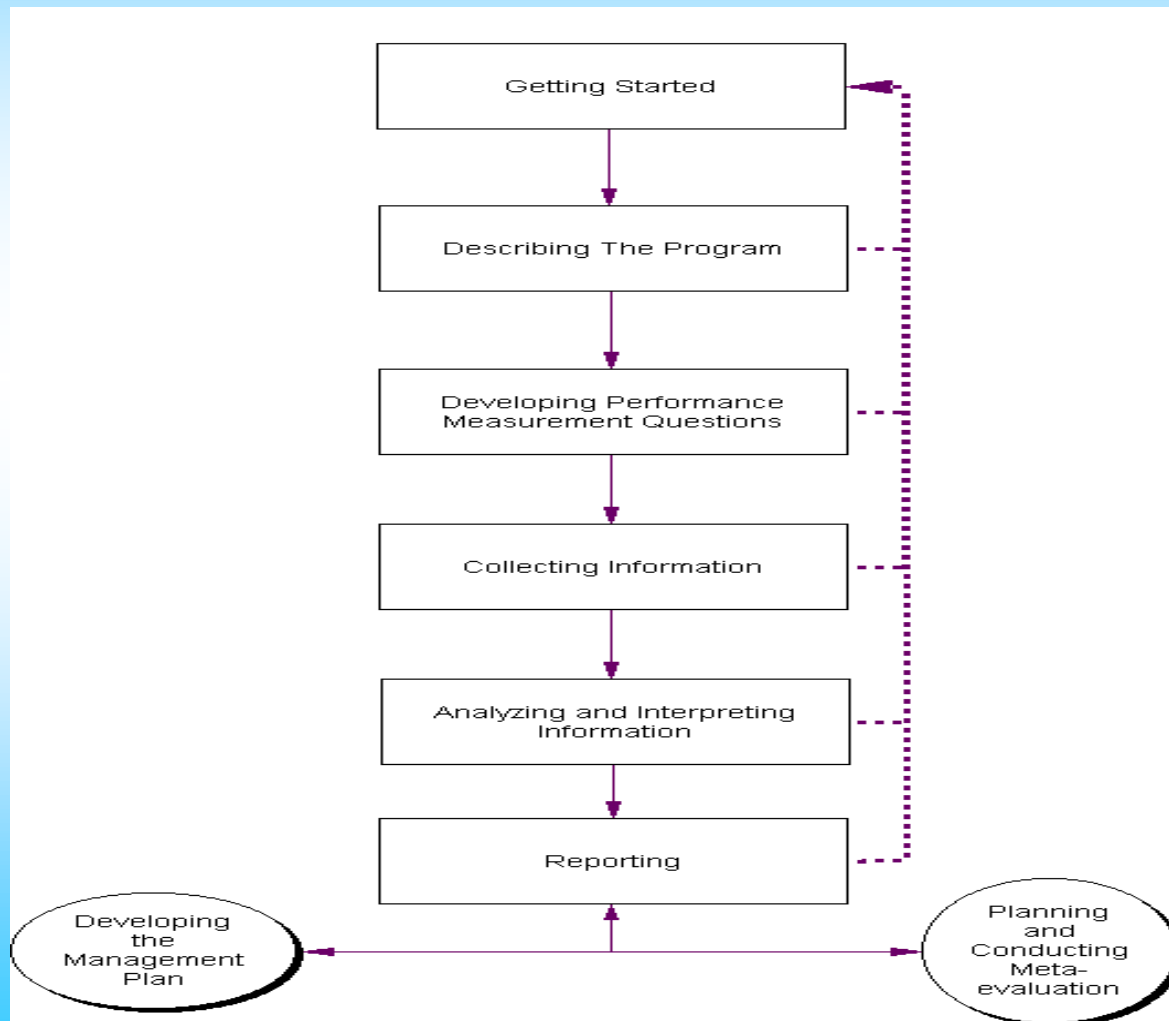 Getting Started
Describing The Program
Developing Performance
Measurement Questions
Collecting Information
Analyzing and Interpreting
Information
Reporting
Developing
the
Management
Plan
Planning
and
Conducting
Meta-
evaluation